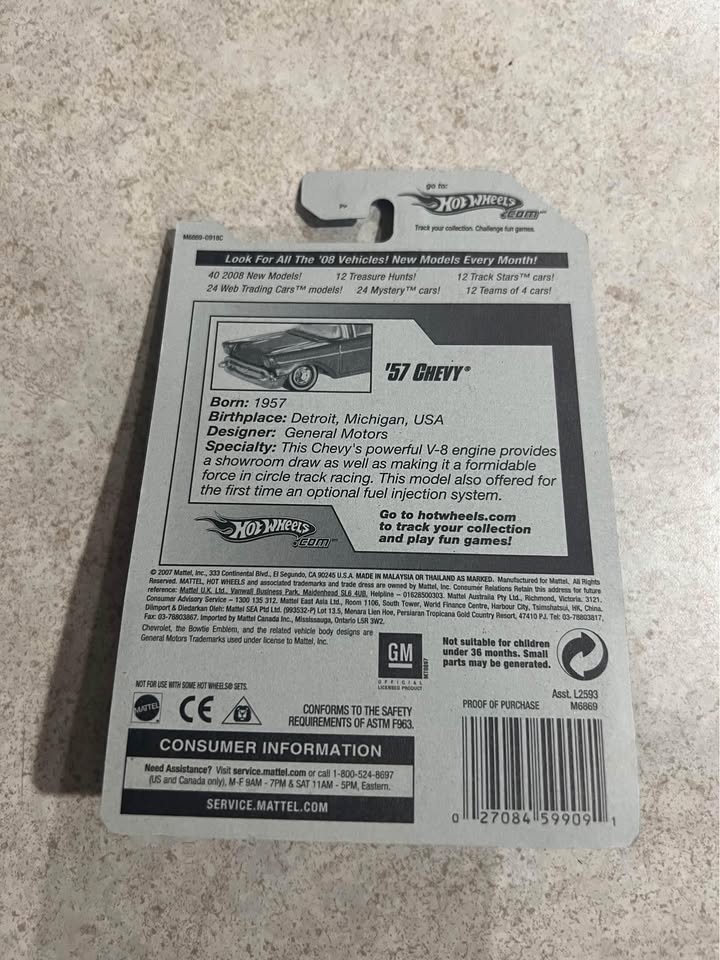 go to:
HOT WHEELS
.COM™
Track your collection. Challenge fun games.
M6869-0918C
Look For All The '08 Vehicles! New Models Every Month!
40 2008 New Models! 12 Treasure Hunts! 12 Track Stars™ cars!
24 Web Trading Cars™ models! 24 Mystery™ cars! 12 Teams of 4 cars!
'57 CHEVY®
Born: 1957
Birthplace: Detroit, Michigan, USA
Designer: General Motors
Specialty: This Chevy's powerful V-8 engine provides
a showroom draw as well as making it a formidable
force in circle track racing. This model also offered for
the first time an optional fuel injection system.
HOT WHEELS
.COM™
Go to hotwheels.com
to track your collection
and play fun games!
© 2007 Mattel, Inc., 333 Continental Blvd., El Segundo, CA 90245 U.S.A. MADE IN MALAYSIA OR THAILAND AS MARKED. Manufactured for Mattel. All Rights
Reserved. MATTEL, HOT WHEELS and associated trademarks and trade dress are owned by Mattel, Inc. Consumer Relations Retain this address for future
reference: Mattel U.K. Ltd., Vanwall Business Park, Maidenhead SL6 4UB. Helpline – 01628500303. Mattel Australia Pty Ltd., Richmond, Victoria. 3121.
Consumer Advisory Service – 1300 135 312. Mattel East Asia Ltd., Room 1106, South Tower, World Finance Centre, Harbour City, Tsimshatsui, HK, China.
Diimport & Diedarkan Oleh: Mattel SEA Ptd Ltd. (993532-P) Lot 13.5, Menara Lien Hoe, Persiaran Tropicana Gold Country Resort, 47410 PJ. Tel: 03-78803817,
Fax: 03-78803867. Imported by Mattel Canada Inc., Mississauga, Ontario L5R 3W2.
Chevrolet, the Bowtie Emblem, and the related vehicle body designs are
General Motors Trademarks used under license to Mattel, Inc.
GM
OFFICIAL
LICENSED PRODUCT
Not suitable for children
under 36 months. Small
parts may be generated.
NOT FOR USE WITH SOME HOT WHEELS® SETS.
MATTEL
CE
CONFORMS TO THE SAFETY
REQUIREMENTS OF ASTM F963.
Asst. L2593
PROOF OF PURCHASE M6869
CONSUMER INFORMATION
Need Assistance? Visit service.mattel.com or call 1-800-524-8697
(US and Canada only), M-F 9AM - 7PM & SAT 11AM - 5PM, Eastern.
SERVICE.MATTEL.COM
0 27084 59909 1